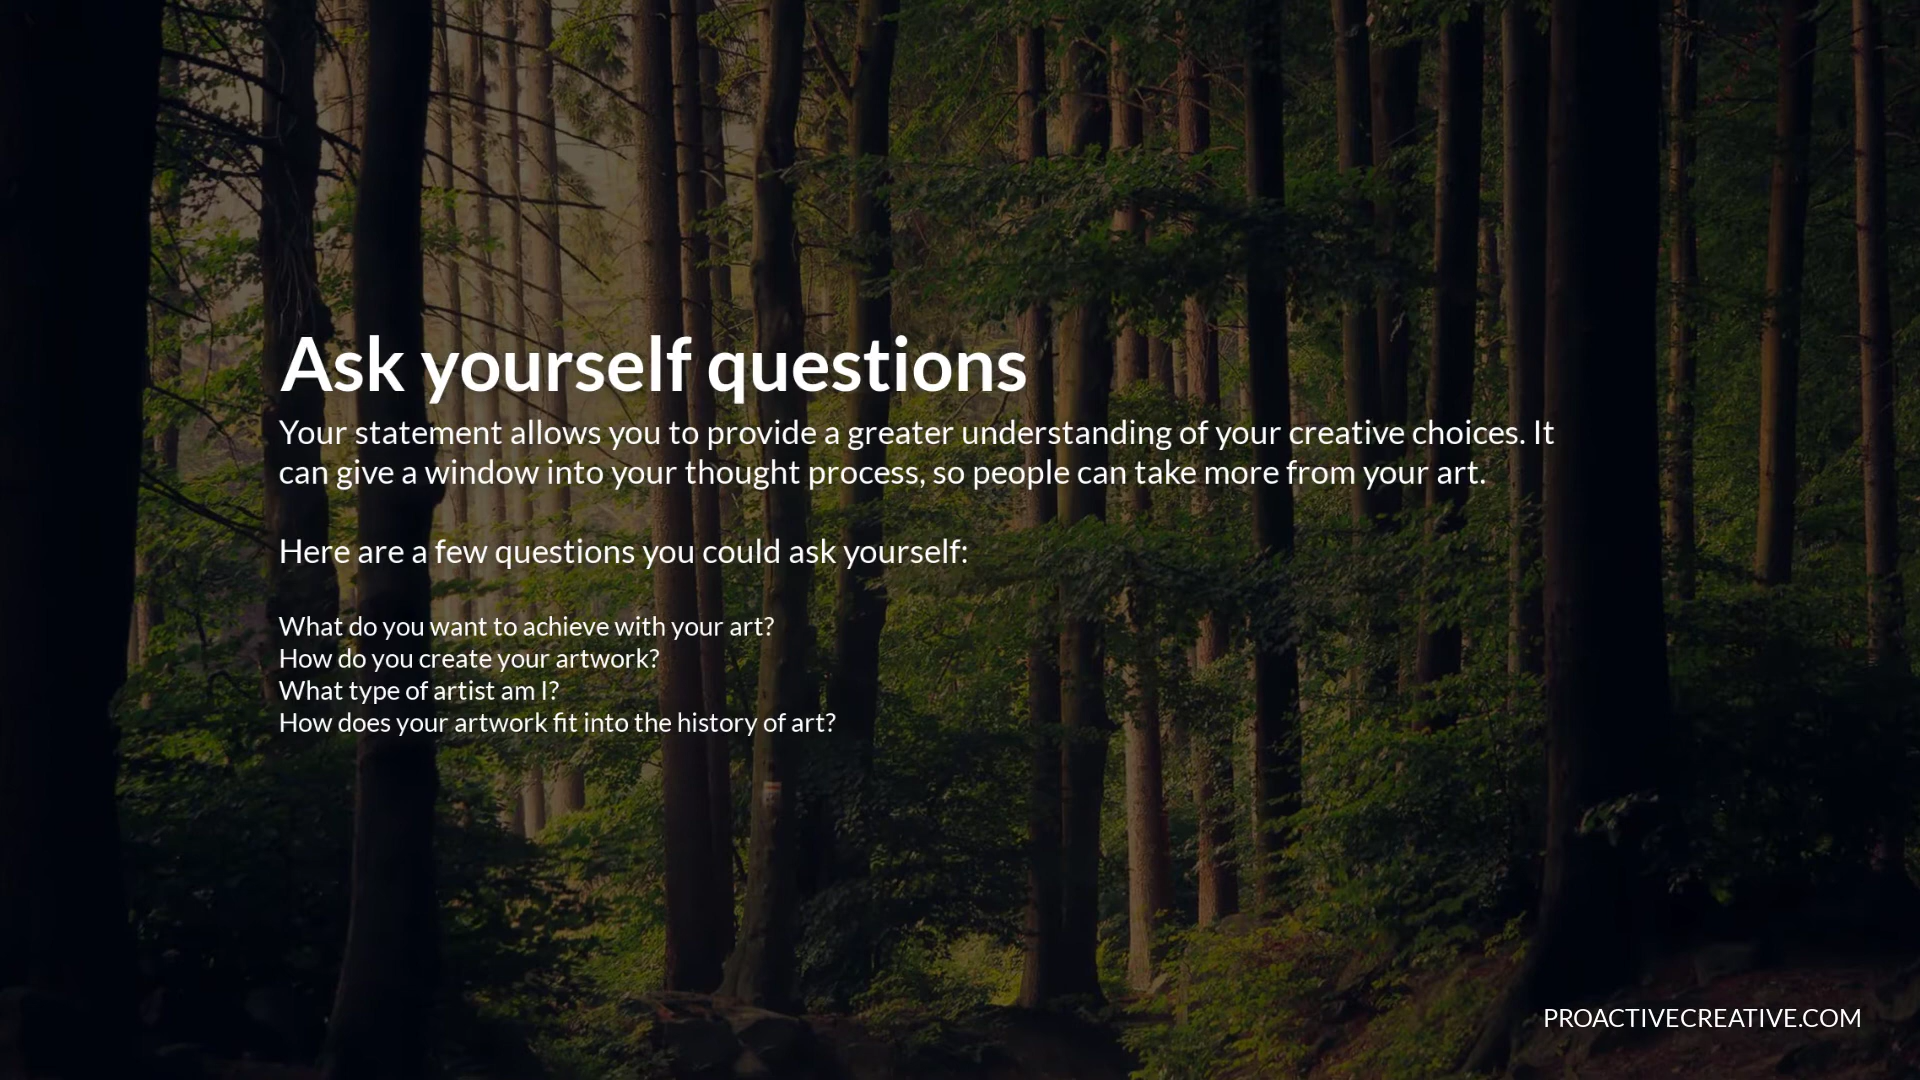 Ask yourself questions
Your statement allows you to provide a greater understanding of your creative choices. It
can give a window into your thought process, so people can take more from your art.
Here are a few questions you could ask yourself:
What do you want to achieve with your art?
How do you create your artwork?
What type of artist am I?
How does your artwork fit into the history of art?
PROACTIVECREATIVE.COM